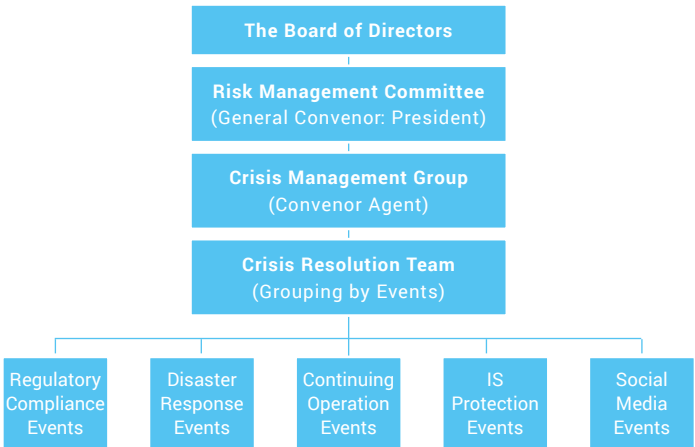 The Board of Directors
Risk Management Committee
(General Convenor: President)
Crisis Management Group
(Convenor Agent)
Crisis Resolution Team
(Grouping by Events)
Regulatory
Compliance
Events
Disaster
Response
Events
Continuing
Operation
Events
IS
Protection
Events
Social
Media
Events